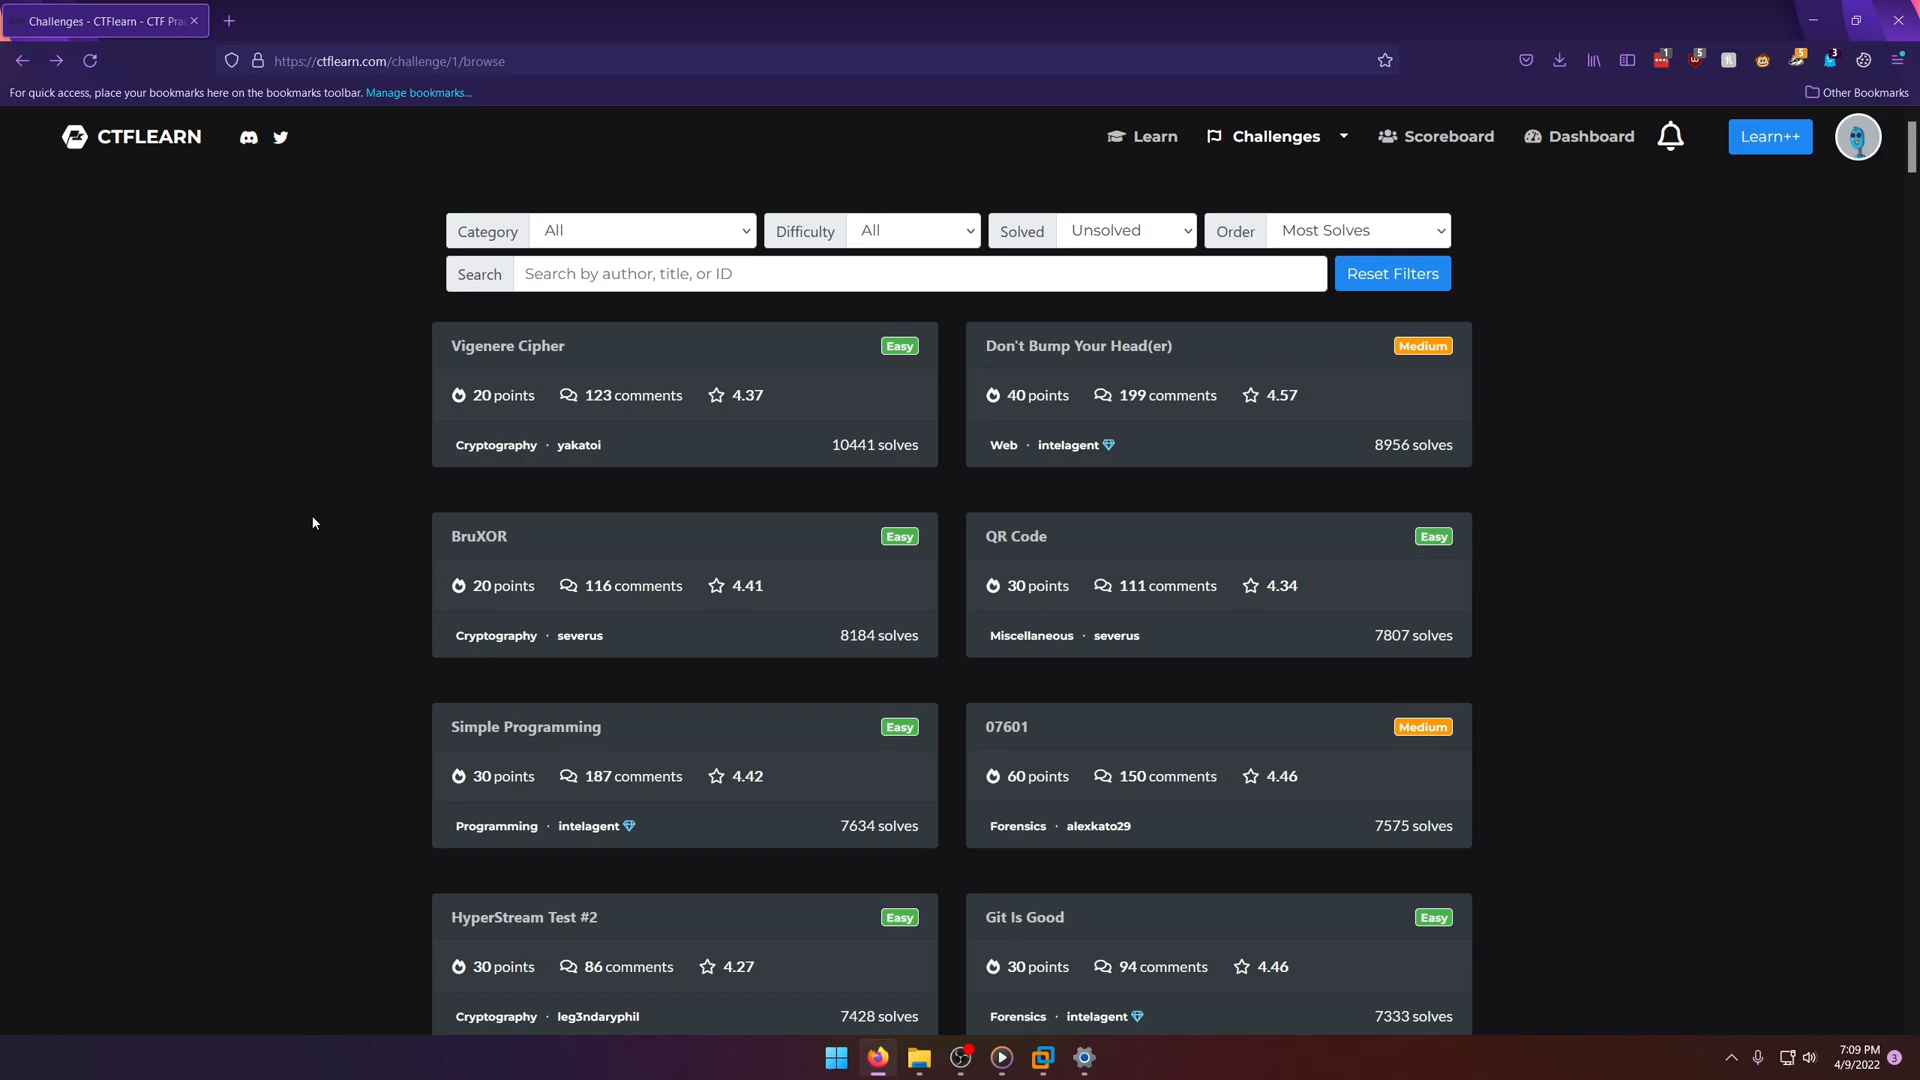 Challenges - CTFlearn - CTF Pra
https://ctflearn.com/challenge/1/browse
1
5
5
3
For quick access, place your bookmarks here on the bookmarks toolbar. Manage bookmarks...
Other Bookmarks
CTFLEARN
Learn
Challenges
Scoreboard
Dashboard
Learn++
Category All
Difficulty All
Solved Unsolved
Order Most Solves
Search Search by author, title, or ID
Reset Filters
Vigenere Cipher Easy
20 points 123 comments 4.37
Cryptography · yakatoi 10441 solves
Don't Bump Your Head(er) Medium
40 points 199 comments 4.57
Web · intelagent 8956 solves
BruXOR Easy
20 points 116 comments 4.41
Cryptography · severus 8184 solves
QR Code Easy
30 points 111 comments 4.34
Miscellaneous · severus 7807 solves
Simple Programming Easy
30 points 187 comments 4.42
Programming · intelagent 7634 solves
07601 Medium
60 points 150 comments 4.46
Forensics · alexkato29 7575 solves
HyperStream Test #2 Easy
30 points 86 comments 4.27
Cryptography · leg3ndaryphil 7428 solves
Git Is Good Easy
30 points 94 comments 4.46
Forensics · intelagent 7333 solves
7:09 PM
4/9/2022
3